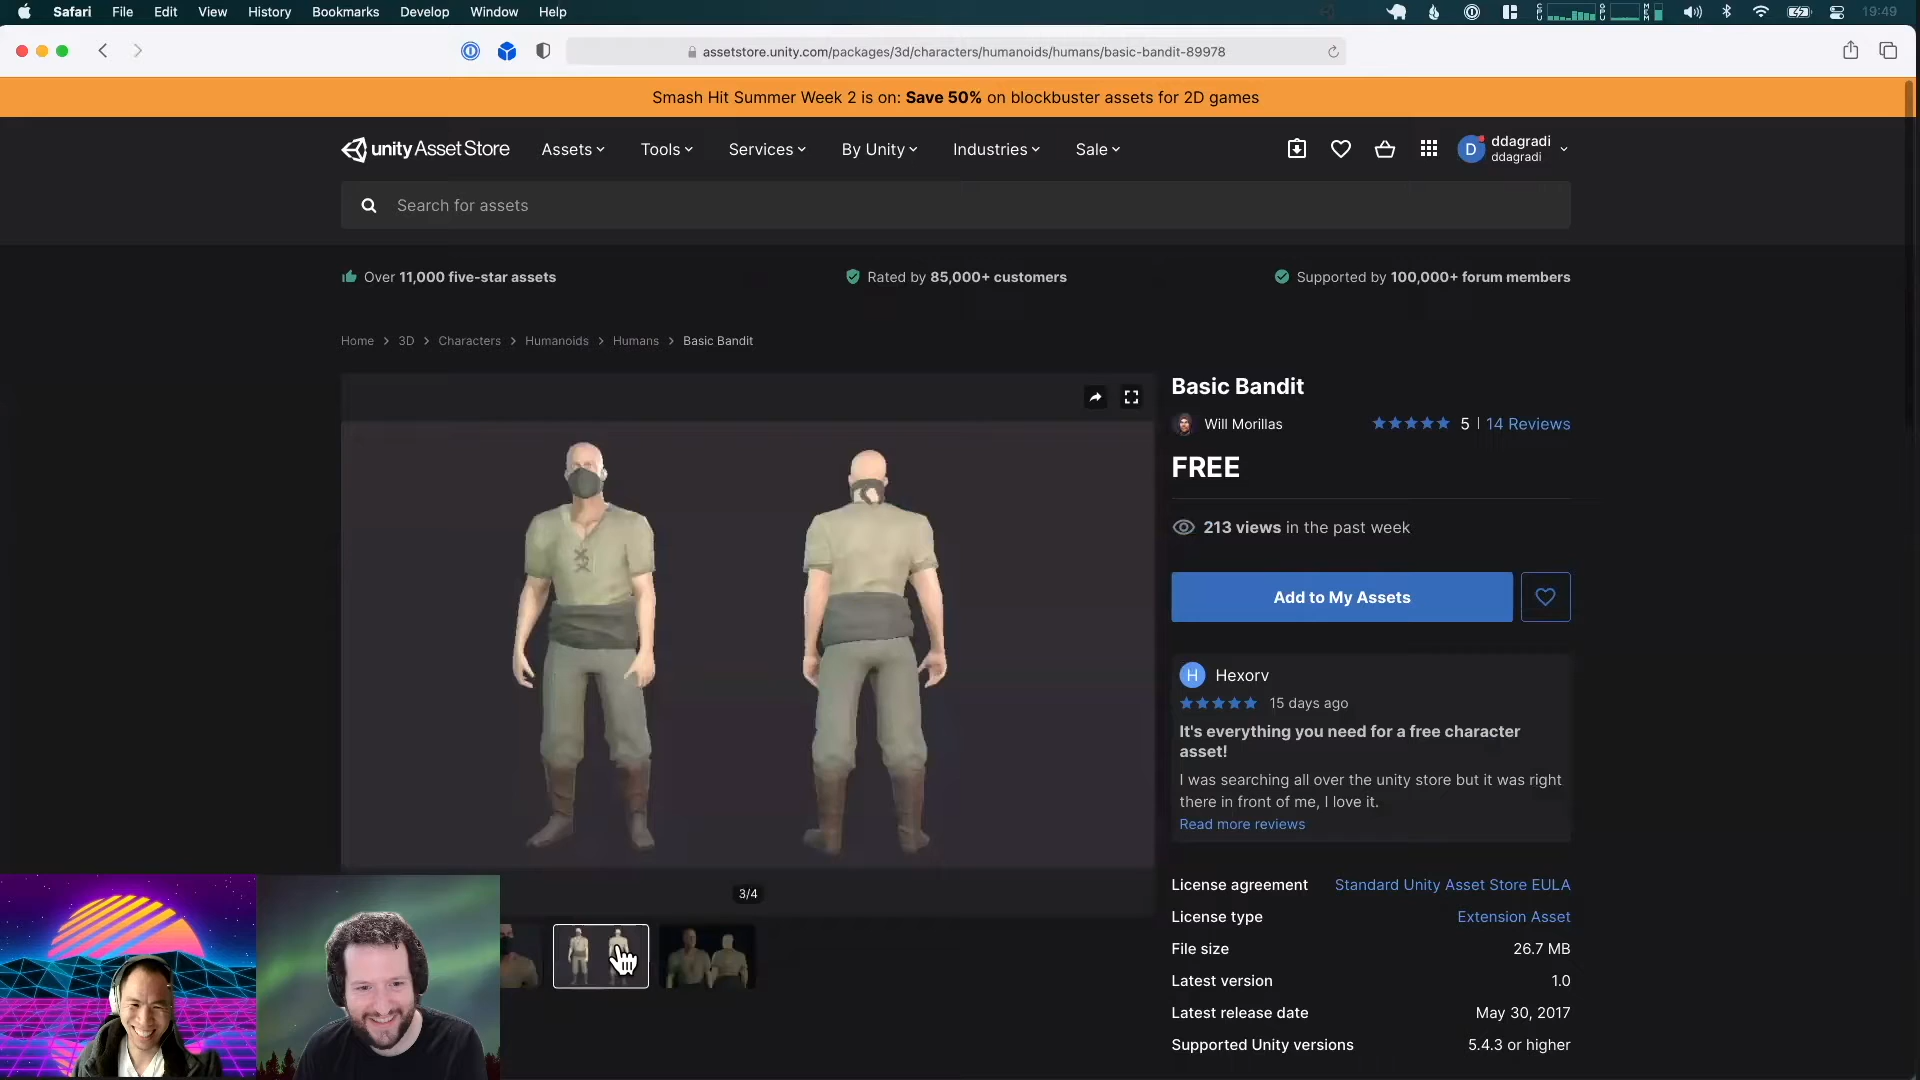 Safari File Edit View History Bookmarks Develop Window Help
19:49
assetstore.unity.com/packages/3d/characters/humanoids/humans/basic-bandit-89978
Smash Hit Summer Week 2 is on: Save 50% on blockbuster assets for 2D games
unity Asset Store Assets Tools Services By Unity Industries Sale
D ddagradi
ddagradi
Search for assets
Over 11,000 five-star assets Rated by 85,000+ customers Supported by 100,000+ forum members
Home > 3D > Characters > Humanoids > Humans > Basic Bandit
Basic Bandit
Will Morillas 5 | 14 Reviews
FREE
213 views in the past week
Add to My Assets
H Hexorv
15 days ago
It's everything you need for a free character
asset!
I was searching all over the unity store but it was right
there in front of me, I love it.
Read more reviews
3/4
License agreement Standard Unity Asset Store EULA
License type Extension Asset
File size 26.7 MB
Latest version 1.0
Latest release date May 30, 2017
Supported Unity versions 5.4.3 or higher